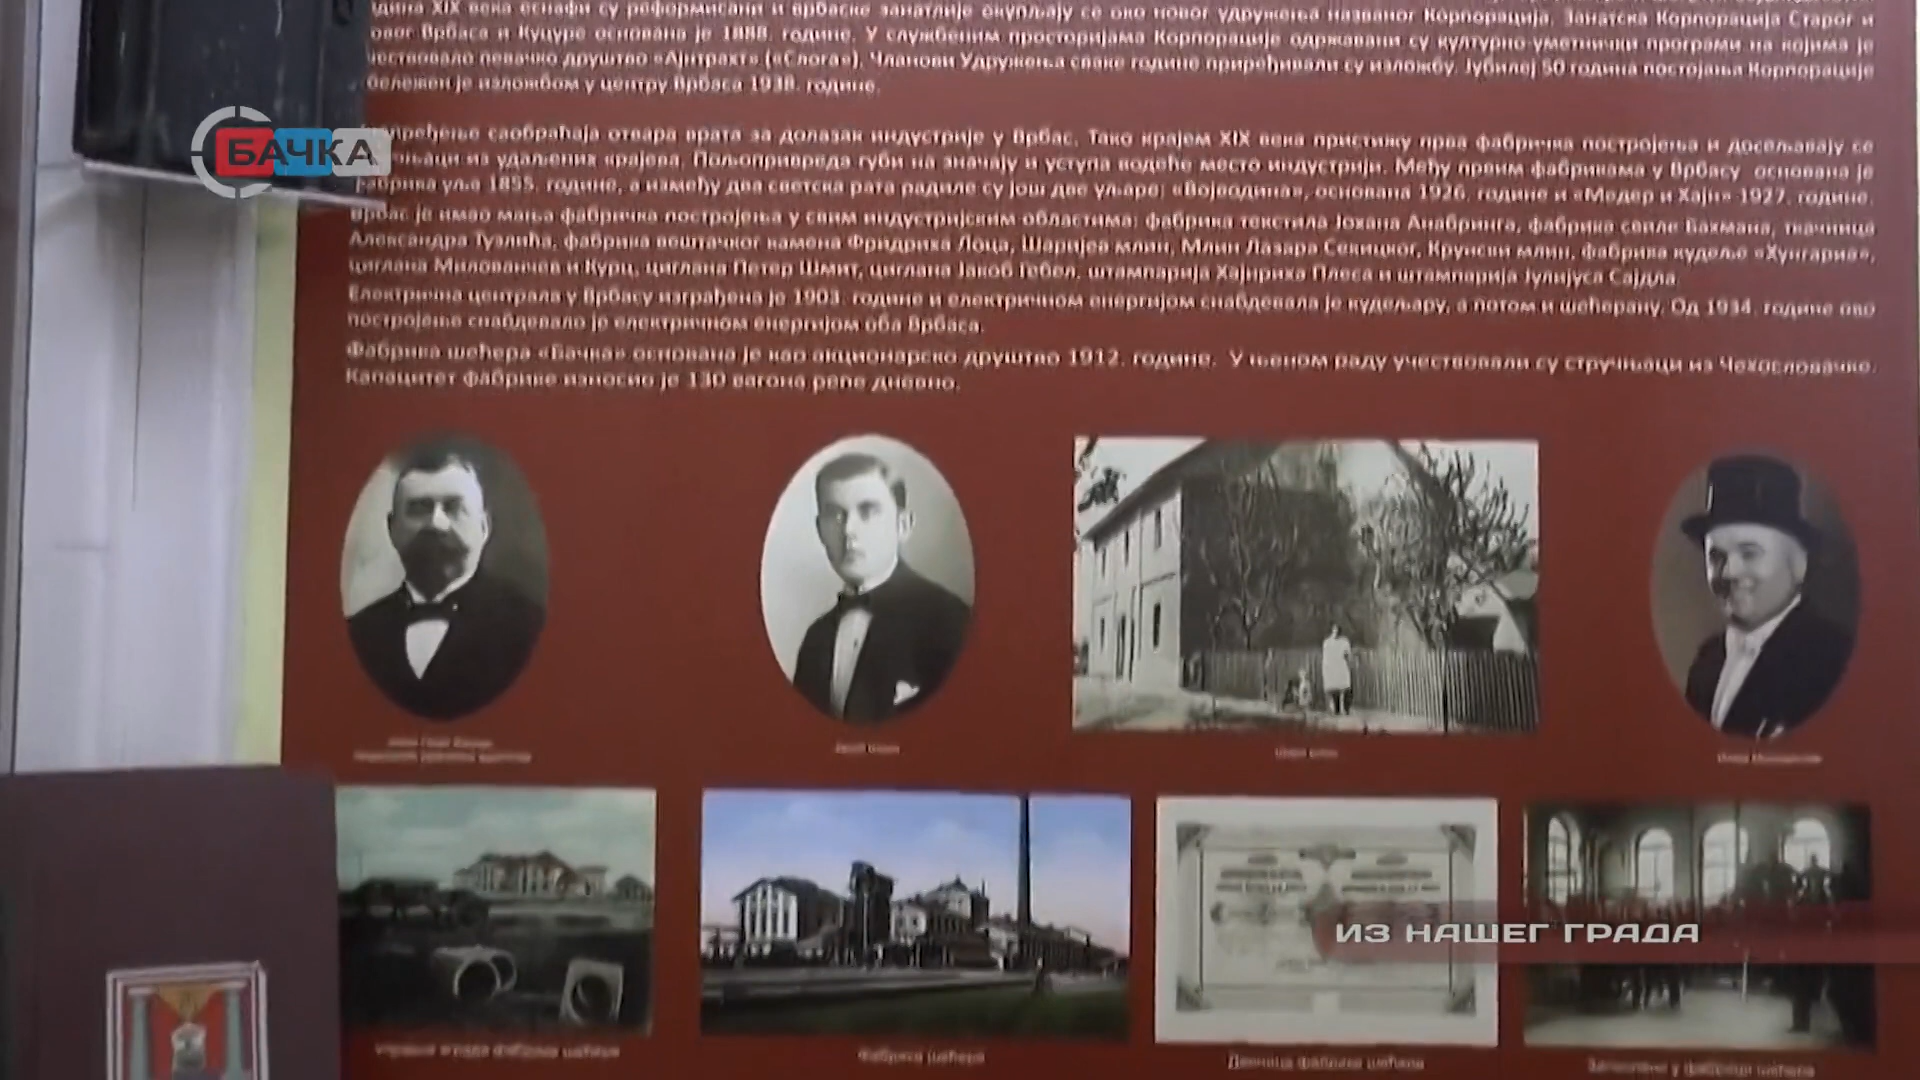 XIX века еснафи су реформисани и врбаске занатлије окупљају се око новог удружења названог Корпорација. Занатска Корпорација Старог и
Врбаса и Куцуре основана је 1888. године. У службеним просторијама Корпорације одржавани су културно уметнички програми на којима је
певачко друштво «Ајнтрахт» («Слога»). Чланови Удружења сваке године приређивали су изложбу. Јубилеј 50 година постојања Корпорације
је изложбом у центру Врбаса 1938. године.
БАЧКА
саобраћаја отвара врата за долазак индустрије у Врбас. Тако крајем XIX века пристижу прва фабричка постројења и досељавају се
из удаљених крајева. Пољопривреда губи на значају и уступа водеће место индустрији. Међу првим фабрикама у Врбасу основана је
фабрика уља 1855. године, а између два светска рата радиле су још две уљаре: «Војводина», основана 1926. године и «Медер и Хајн» 1927. године.
Врбас је имао мања фабричка постројења у свим индустријским областима: фабрика текстила Јохана Анабринга, фабрика свиле Бахмана, ткачница
Александра Тузлића, фабрика вештачког камена Фридриха Лоца, Шаријев млин, Млин Лазара Секицког, Крунски млин, фабрика кудеље «Хунгариа»,
циглана Милованчев и Курц, циглана Петер Шмит, циглана Јакоб Гебел, штампарија Хајнриха Плеса и штампарија Јулијуса Сајдла
Електрична централа у Врбасу изграђена је 1903. године и електричном енергијом снабдевала је кудељару, а потом и шећерану. Од 1934. године ово
постројење снабдевало је електричном енергијом оба Врбаса.
Фабрика шећера «Бачка» основана је као акционарско друштво 1912. године. У њеном раду учествовали су стручњаци из Чехословачке.
Капацитет фабрике износио је 130 вагона репе дневно.
управна зграда фабрике шећера
Фабрика шећера
Деоница фабрике шећера
Запослени у фабрици шећера
ИЗ НАШЕГ ГРАДА